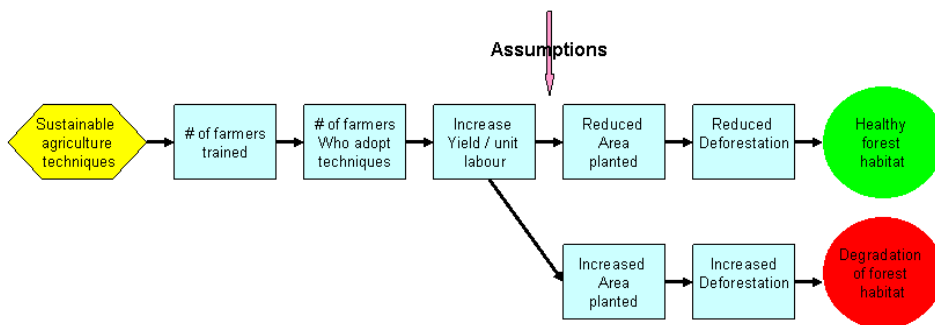 Assumptions
Sustainable
agriculture
techniques
# of farmers
trained
# of farmers
Who adopt
techniques
Increase
Yield / unit
labour
Reduced
Area
planted
Reduced
Deforestation
Healthy
forest
habitat
Increased
Area
planted
Increased
Deforestation
Degradation
of forest
habitat